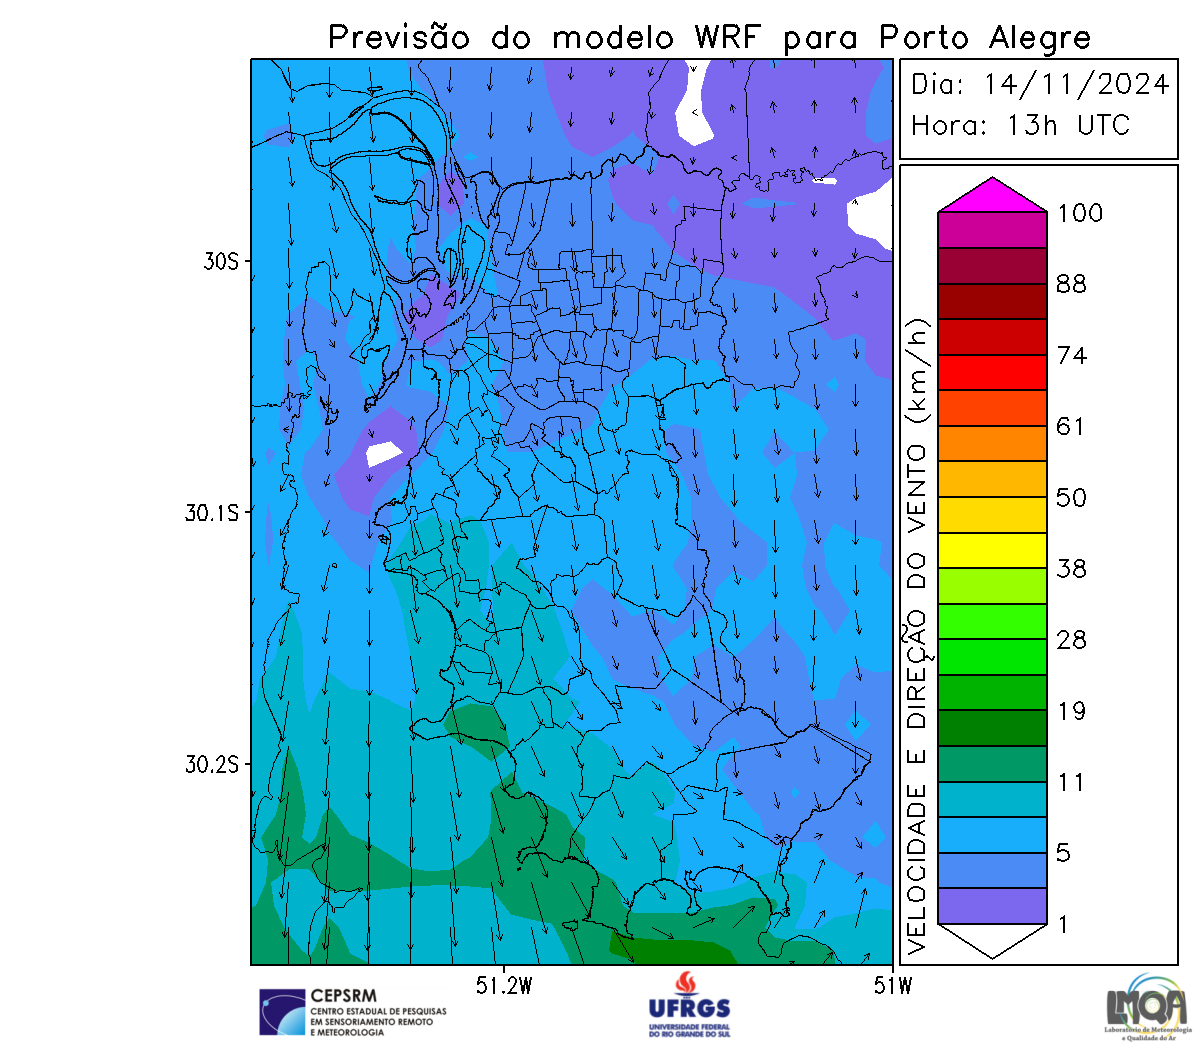 Previsão do modelo WRF para Porto Alegre
Dia: 14/11/2024
Hora: 13h UTC
30S
30.1S
30.2S
51.2W
51W
VELOCIDADE E DIREÇÃO DO VENTO (km/h)
100
88
74
61
50
38
28
19
11
5
1
CEPSRM
CENTRO ESTADUAL DE PESQUISAS
EM SENSORIAMENTO REMOTO
E METEOROLOGIA
UFRGS
UNIVERSIDADE FEDERAL
DO RIO GRANDE DO SUL
LMQA
Laboratório de Meteorologia
e Qualidade do Ar